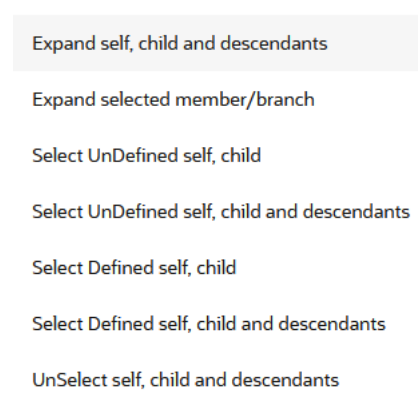 Expand self, child and descendants
Expand selected member/branch
Select UnDefined self, child
Select UnDefined self, child and descendants
Select Defined self, child
Select Defined self, child and descendants
UnSelect self, child and descendants